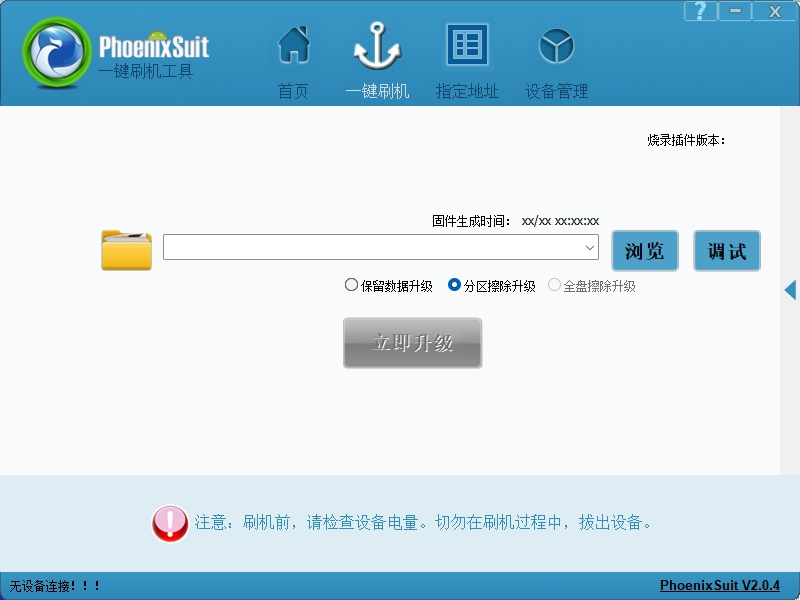 PhoenixSuit
一键刷机工具
首页 一键刷机 指定地址 设备管理
烧录插件版本：
固件生成时间： xx/xx xx:xx:xx
浏览 调试
保留数据升级 分区擦除升级 全盘擦除升级
立即升级
注意：刷机前，请检查设备电量。切勿在刷机过程中，拔出设备。
无设备连接！！！ PhoenixSuit V2.0.4